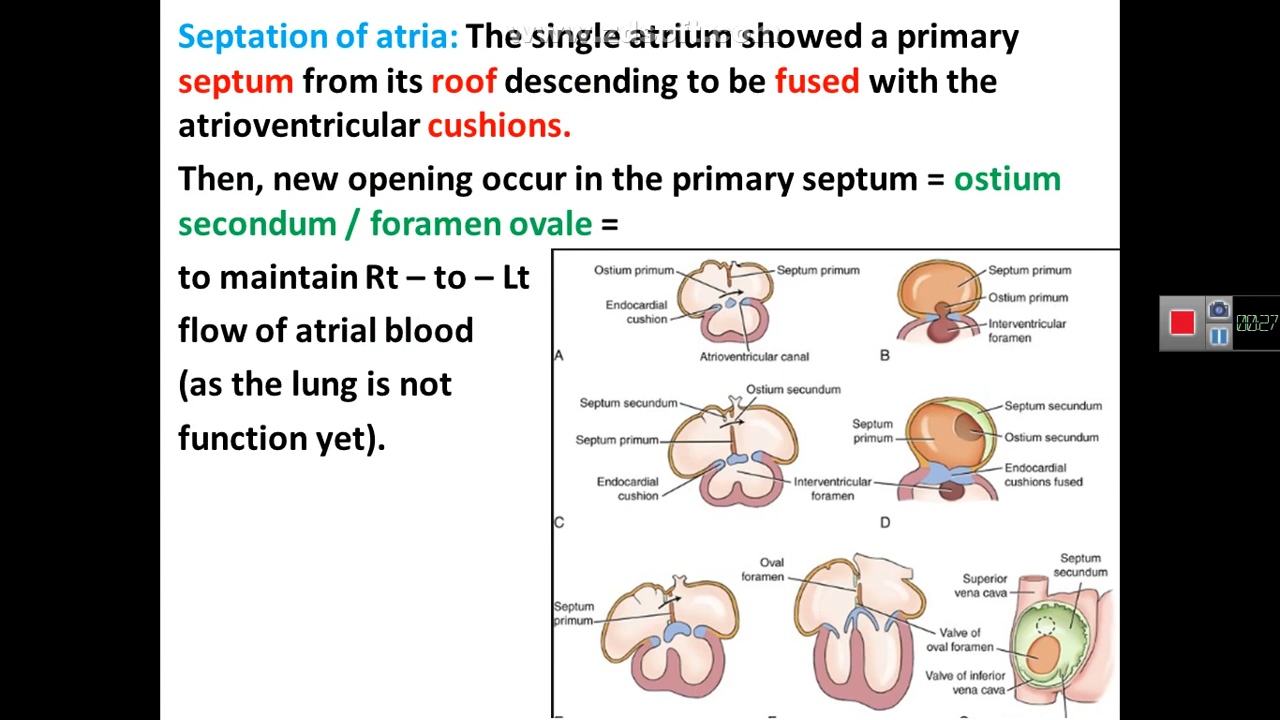 www.zdsoft.com
Septation of atria: The single atrium showed a primary
septum from its roof descending to be fused with the
atrioventricular cushions.
Then, new opening occur in the primary septum = ostium
secondum / foramen ovale =
to maintain Rt – to – Lt
flow of atrial blood
(as the lung is not
function yet).
Ostium primum
Septum primum
Endocardial
cushion
Atrioventricular canal
A
Septum primum
Ostium primum
Interventricular
foramen
B
Ostium secundum
Septum secundum
Septum primum
Endocardial
cushion
Interventricular
foramen
C
Septum secundum
Septum
primum
Ostium secundum
Endocardial
cushions fused
D
Septum
primum
Oval
foramen
Valve of
oval foramen
Superior
vena cava
Septum
secundum
Valve of inferior
vena cava
00:27